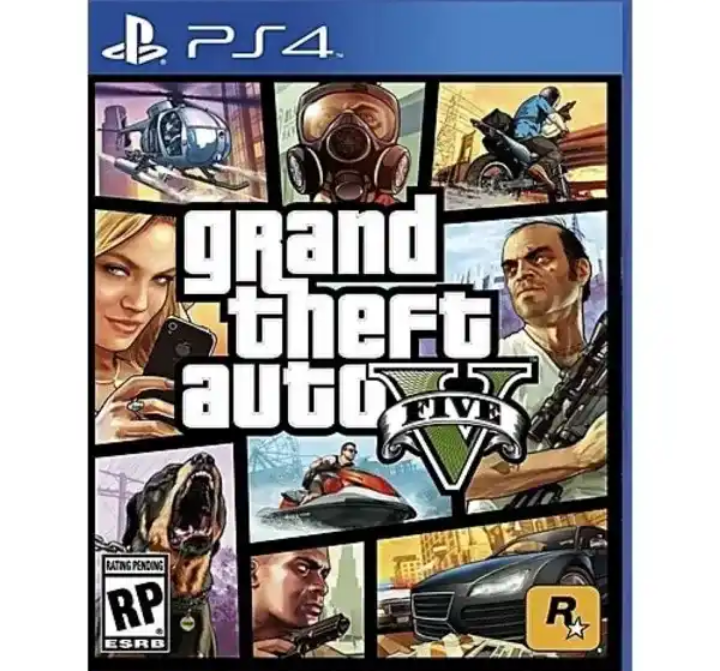 PS4
grand
theft
auto
V
FIVE
RATING PENDING
RP
ESRB
R